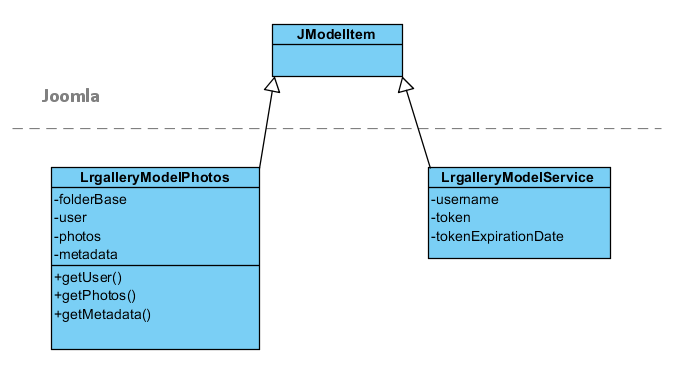 JModelItem
Joomla
LrgalleryModelPhotos
-folderBase
-user
-photos
-metadata
+getUser()
+getPhotos()
+getMetadata()
LrgalleryModelService
-username
-token
-tokenExpirationDate